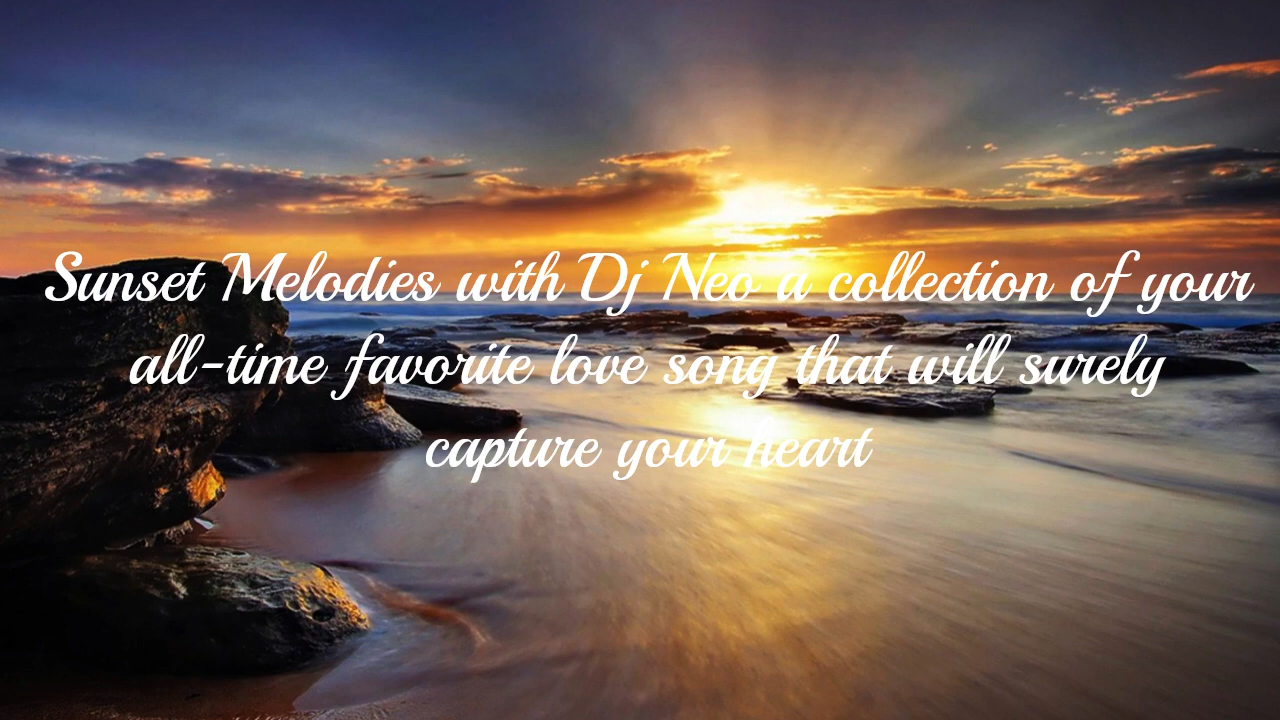 Sunset Melodies with Dj Neo a collection of your
all-time favorite love song that will surely
capture your heart